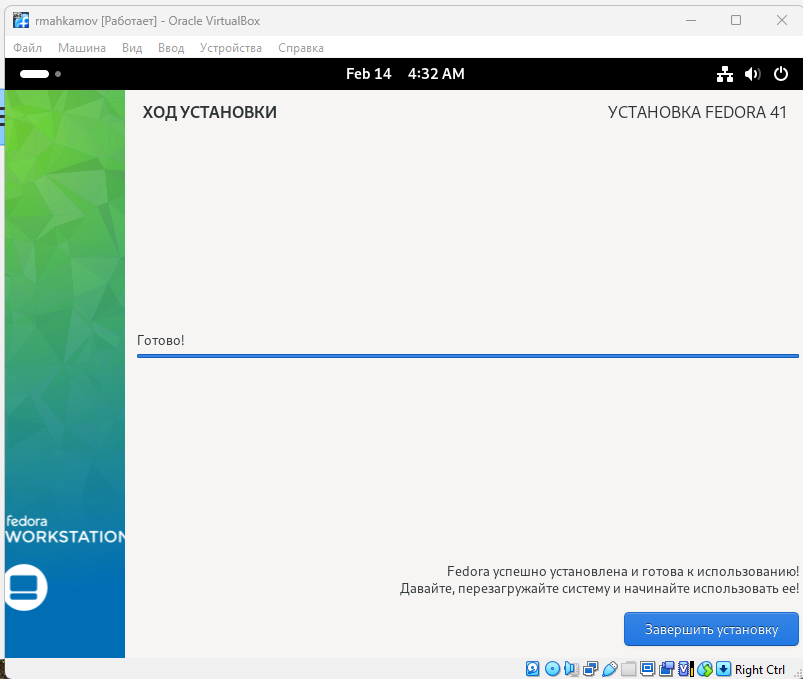 rmahkamov [Работает] - Oracle VirtualBox
Файл Машина Вид Ввод Устройства Справка
Feb 14 4:32 AM
ХОД УСТАНОВКИ
УСТАНОВКА FEDORA 41
Готово!
fedora
WORKSTATION
Fedora успешно установлена и готова к использованию!
Давайте, перезагружайте систему и начинайте использовать ее!
Завершить установку
Right Ctrl